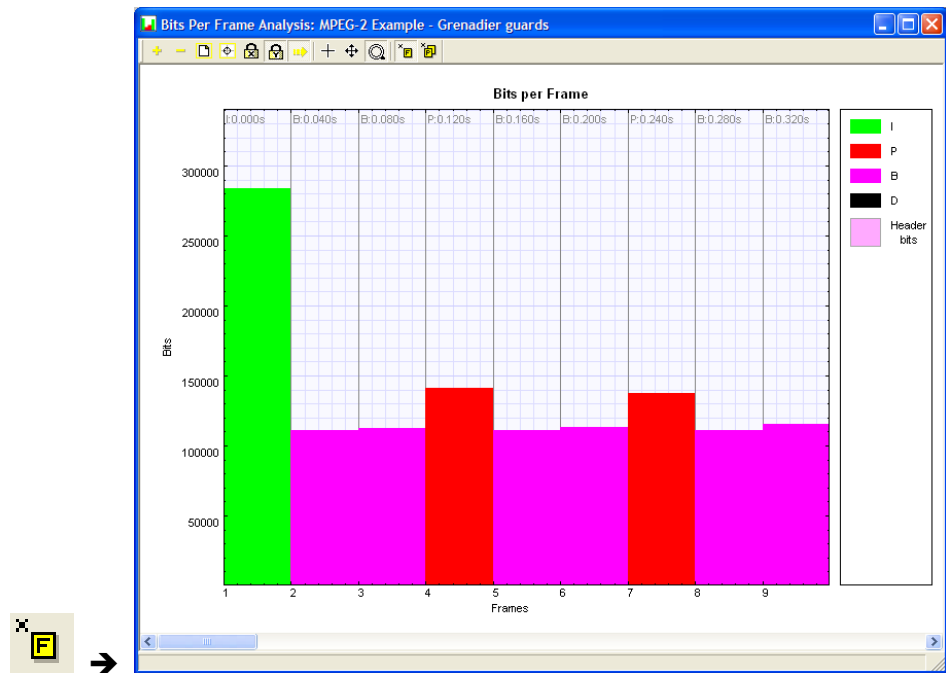 Bits Per Frame Analysis: MPEG-2 Example - Grenadier guards
Bits per Frame
I:0.000s B:0.040s B:0.080s P:0.120s B:0.160s B:0.200s P:0.240s B:0.280s B:0.320s
300000
250000
200000
150000
100000
50000
Bits
1 2 3 4 5 6 7 8 9
Frames
I
P
B
D
Header
bits
x F